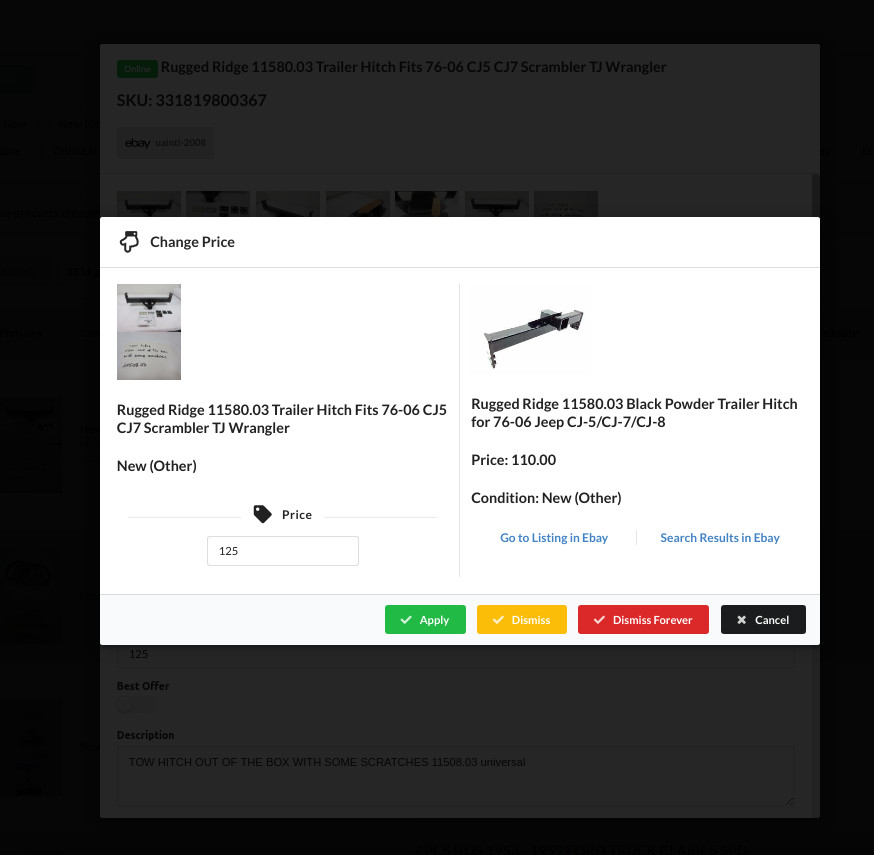 Online Rugged Ridge 11580.03 Trailer Hitch Fits 76-06 CJ5 CJ7 Scrambler TJ Wrangler
SKU: 331819800367
ebay uaintl-2008
Change Price
Rugged Ridge 11580.03 Trailer Hitch Fits 76-06 CJ5
CJ7 Scrambler TJ Wrangler
New (Other)
Price
125
Rugged Ridge 11580.03 Black Powder Trailer Hitch
for 76-06 Jeep CJ-5/CJ-7/CJ-8
Price: 110.00
Condition: New (Other)
Go to Listing in Ebay
Search Results in Ebay
Apply
Dismiss
Dismiss Forever
Cancel
125
Best Offer
Description
TOW HITCH OUT OF THE BOX WITH SOME SCRATCHES 11508.03 universal